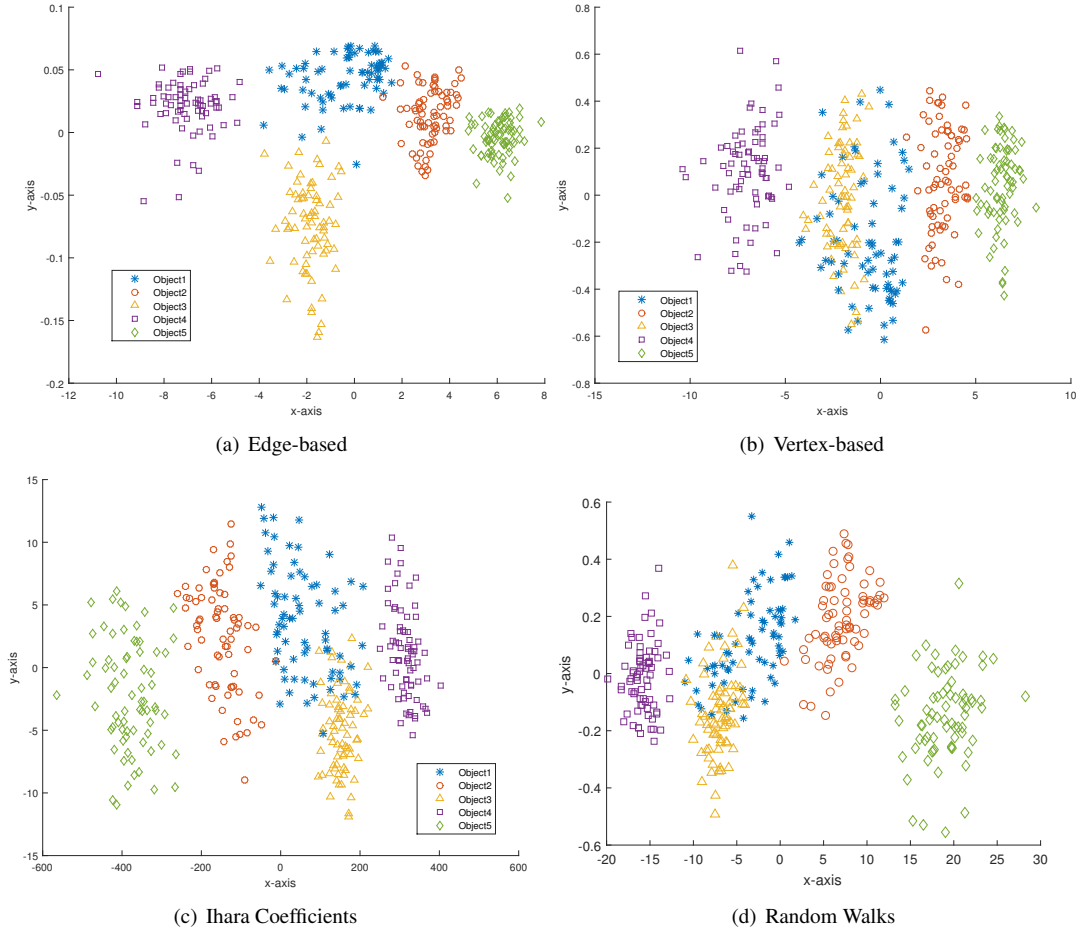 0.1
0.05
0
0.05
0.1
0.15
-0.2
y-axis
-12 -10 -8 -6 -4 -2 0 2 4 6 8
x-axis
Object1
Object2
Object3
Object4
Object5
(a) Edge-based
0.8
0.6
0.4
0.2
0
-0.2
-0.4
-0.6
-0.8
y-axis
-15 -10 -5 0 5 10
x-axis
Object1
Object2
Object3
Object4
Object5
(b) Vertex-based
15
10
5
0
-5
-10
-15
y-axis
-600 -400 -200 0 200 400 600
x-axis
Object1
Object2
Object3
Object4
Object5
(c) Ihara Coefficients
0.6
0.4
0.2
0
-0.2
-0.4
-0.6
y-axis
-20 -15 -10 -5 0 5 10 15 20 25 30
x-axis
(d) Random Walks